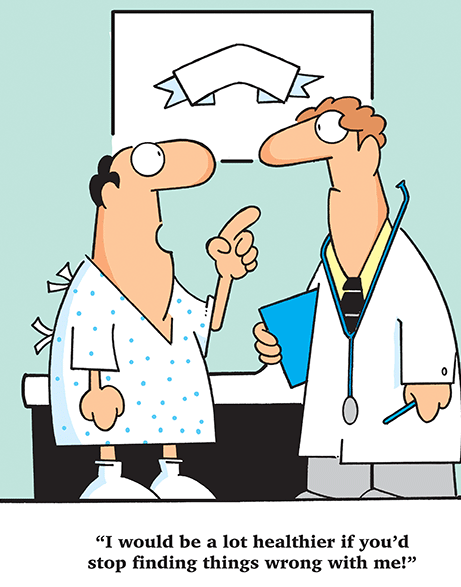 “I would be a lot healthier if you’d
stop finding things wrong with me!”